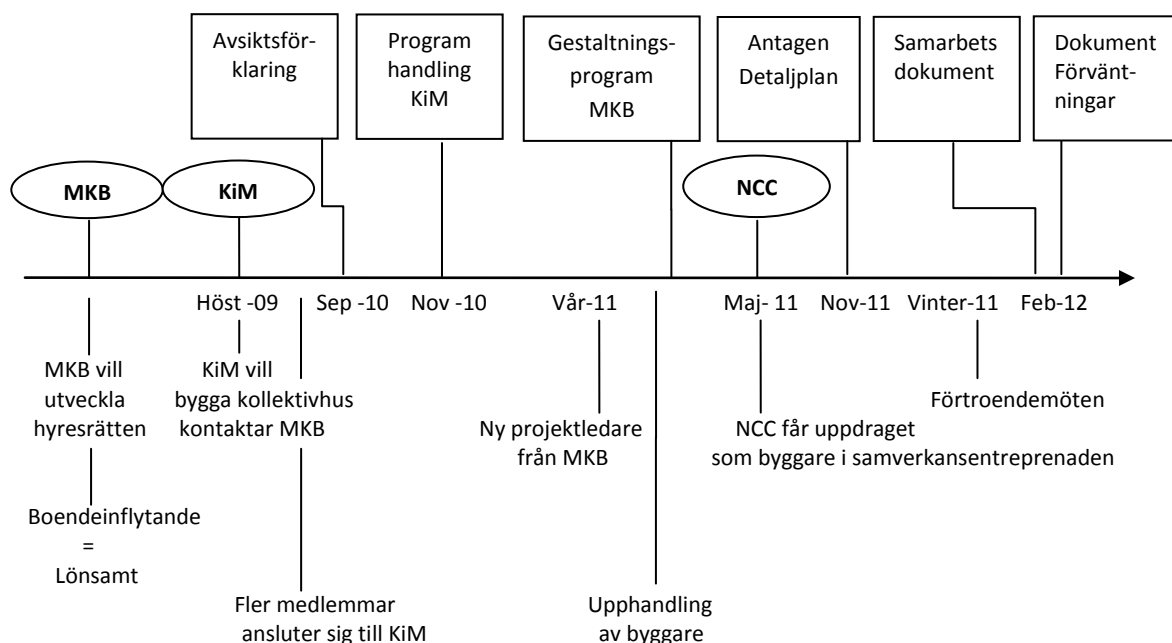 Avsiktsför-
klaring
Program
handling
KiM
Gestaltnings-
program
MKB
Antagen
Detaljplan
Samarbets
dokument
Dokument
Förvänt-
ningar
MKB
KiM
NCC
Höst -09
Sep -10
Nov -10
Vår-11
Maj- 11
Nov-11
Vinter-11
Feb-12
MKB vill
utveckla
hyresrätten
KiM vill
bygga kollektivhus
kontaktar MKB
Ny projektledare
från MKB
NCC får uppdraget
som byggare i samverkansentreprenaden
Förtroendemöten
Boendeinflytande
=
Lönsamt
Fler medlemmar
ansluter sig till KiM
Upphandling
av byggare